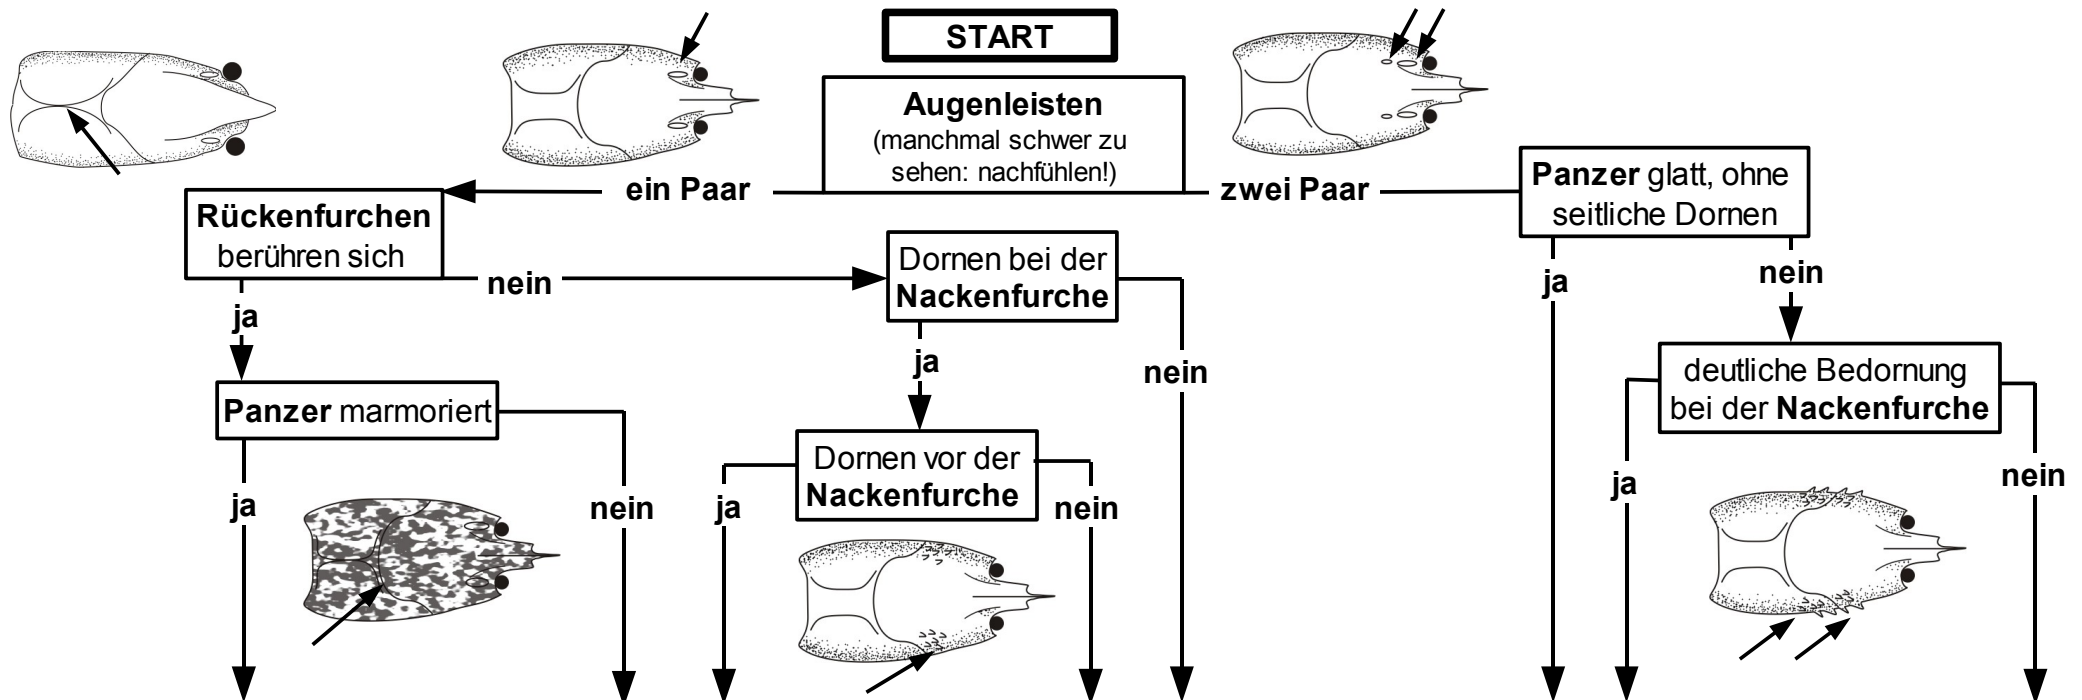 START
Augenleisten
(manchmal schwer zu
sehen: nachfühlen!)
ein Paar
zwei Paar
Rückenfurchen
berühren sich
ja
nein
Panzer marmoriert
ja
nein
Dornen bei der
Nackenfurche
ja
nein
Dornen vor der
Nackenfurche
ja
nein
Panzer glatt, ohne
seitliche Dornen
ja
nein
deutliche Bedornung
bei der Nackenfurche
ja
nein